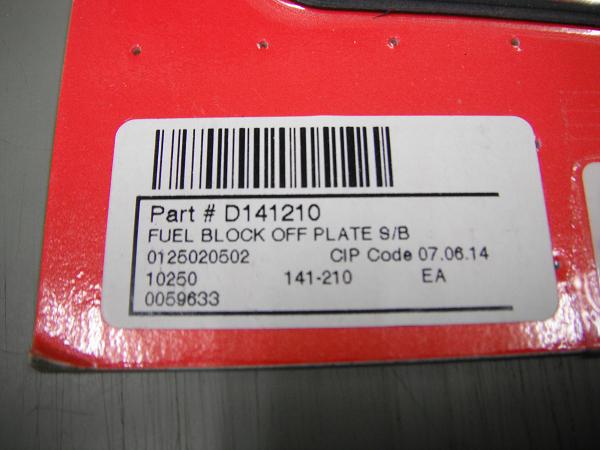 Part # D141210
FUEL BLOCK OFF PLATE S/B
0125020502 CIP Code 07.06.14
10250 141-210 EA
0059633